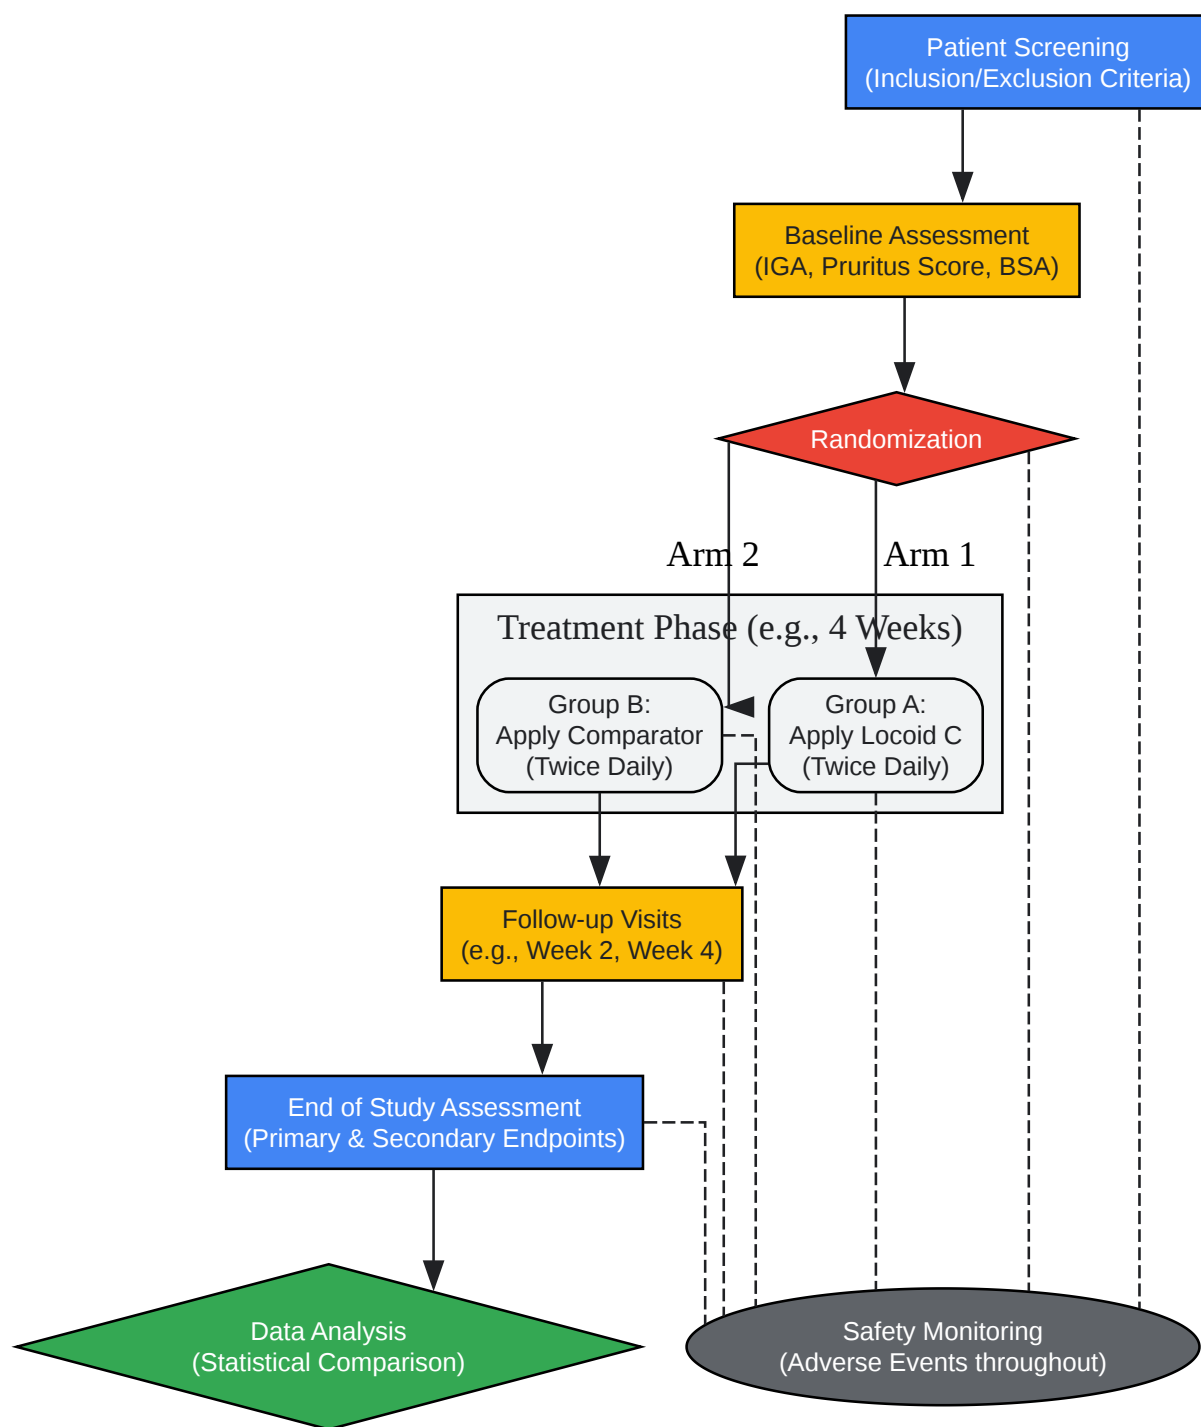 Patient Screening
(Inclusion/Exclusion Criteria)
Baseline Assessment
(IGA, Pruritus Score, BSA)
Randomization
Arm 2
Arm 1
Treatment Phase (e.g., 4 Weeks)
Group B:
Apply Comparator
(Twice Daily)
Group A:
Apply Locoid C
(Twice Daily)
Follow-up Visits
(e.g., Week 2, Week 4)
End of Study Assessment
(Primary & Secondary Endpoints)
Data Analysis
(Statistical Comparison)
Safety Monitoring
(Adverse Events throughout)